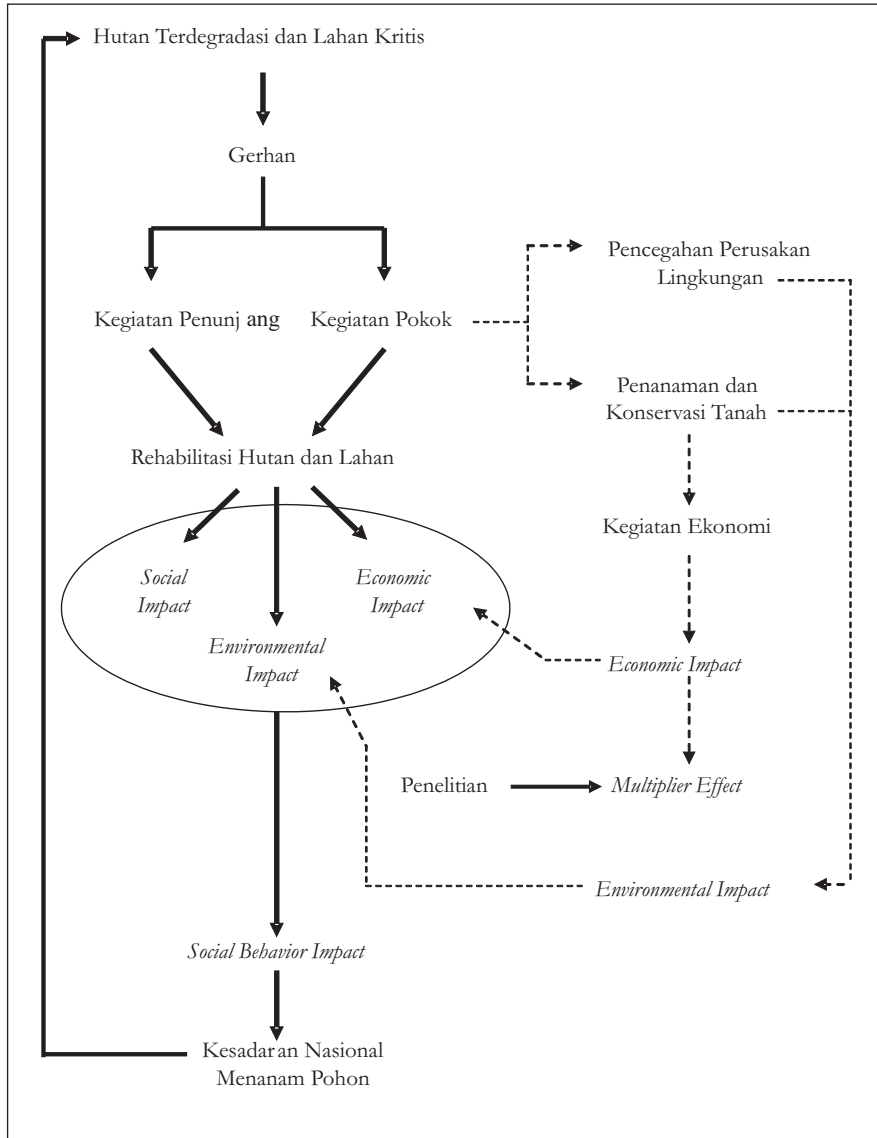 Hutan Terdegradasi dan Lahan Kritis
Gerhan
Pencegahan Perusakan
Lingkungan
Kegiatan Penunj ang
Kegiatan Pokok
Penanaman dan
Konservasi Tanah
Rehabilitasi Hutan dan Lahan
Kegiatan Ekonomi
Social
Impact
Economic
Impact
Environmental
Impact
Economic Impact
Penelitian
Multiplier Effect
Environmental Impact
Social Behavior Impact
Kesadaran Nasional
Menanam Pohon